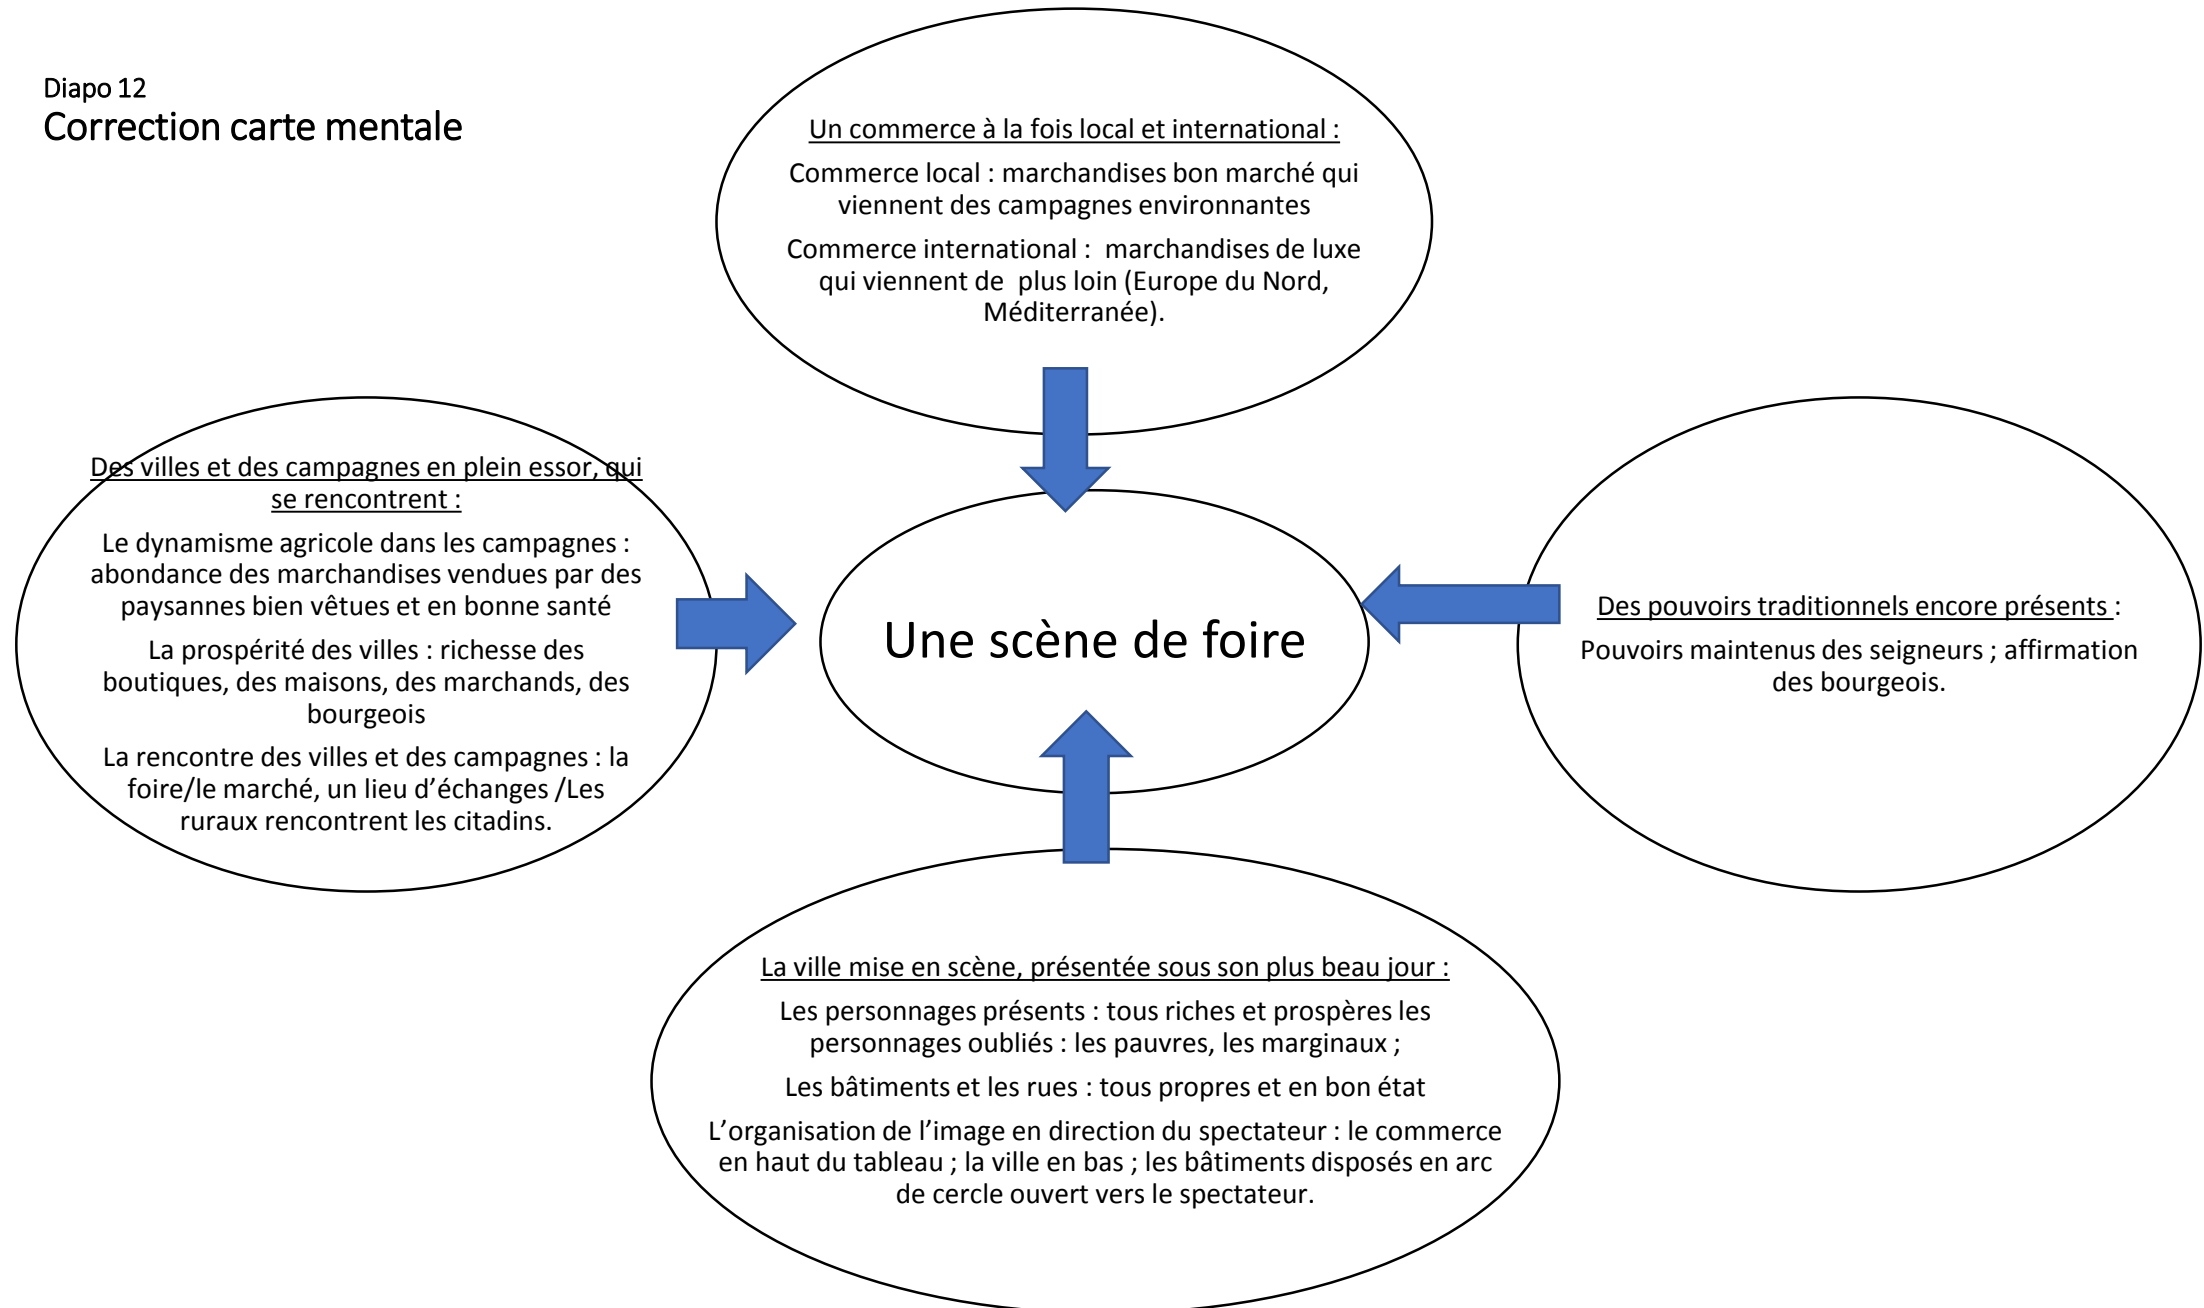 Diapo 12
Correction carte mentale
Un commerce à la fois local et international :
Commerce local : marchandises bon marché qui
viennent des campagnes environnantes
Commerce international :  marchandises de luxe
qui viennent de  plus loin (Europe du Nord,
Méditerranée).
Des villes et des campagnes en plein essor, qui
se rencontrent :
Le dynamisme agricole dans les campagnes :
abondance des marchandises vendues par des
paysannes bien vêtues et en bonne santé
La prospérité des villes : richesse des
boutiques, des maisons, des marchands, des
bourgeois
La rencontre des villes et des campagnes : la
foire/le marché, un lieu d’échanges /Les
ruraux rencontrent les citadins.
Une scène de foire
Des pouvoirs traditionnels encore présents :
Pouvoirs maintenus des seigneurs ; affirmation
des bourgeois.
La ville mise en scène, présentée sous son plus beau jour :
Les personnages présents : tous riches et prospères les
personnages oubliés : les pauvres, les marginaux ;
Les bâtiments et les rues : tous propres et en bon état
L’organisation de l’image en direction du spectateur : le commerce
en haut du tableau ; la ville en bas ; les bâtiments disposés en arc
de cercle ouvert vers le spectateur.